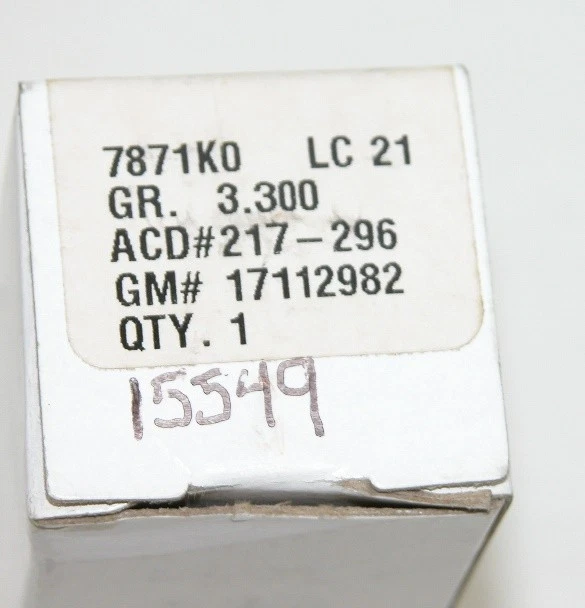 7871K0 LC 21
GR. 3.300
ACD#217-296
GM# 17112982
QTY. 1
15549